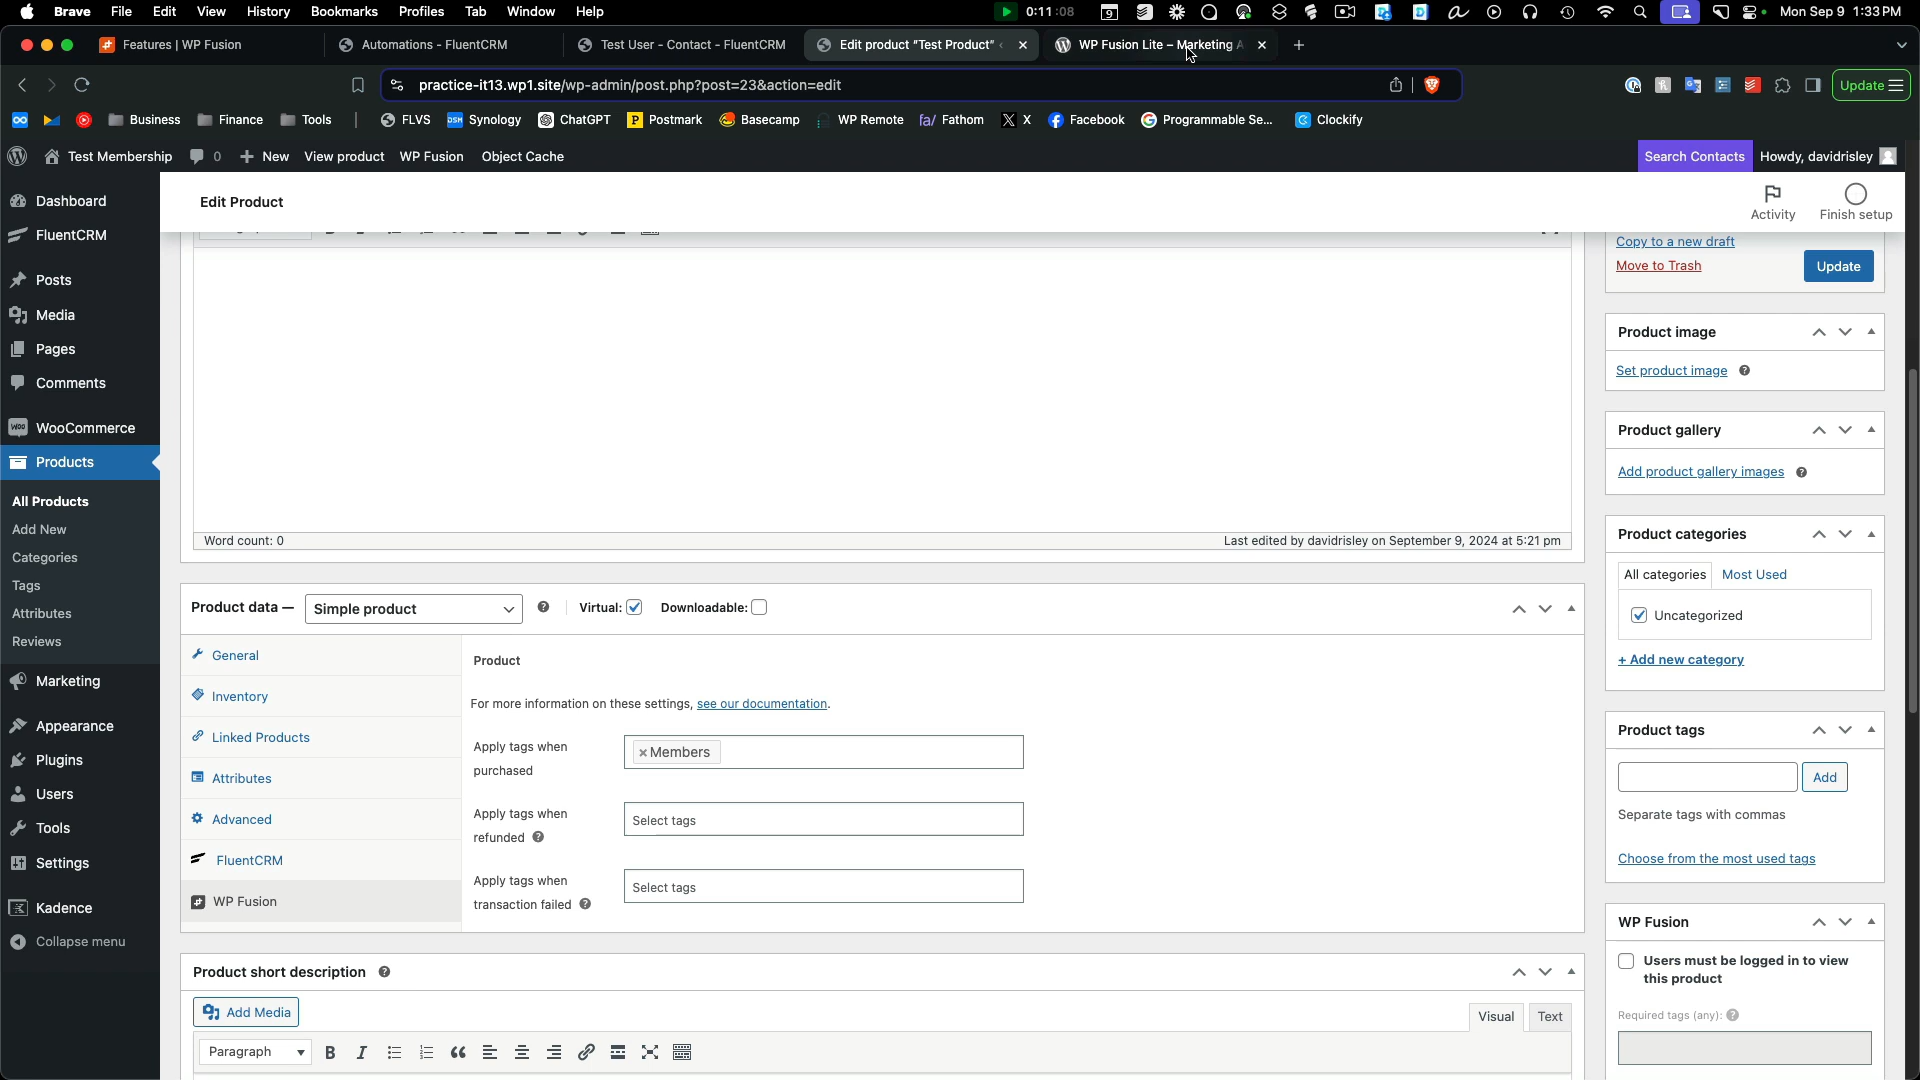 Brave File Edit View History Bookmarks Profiles Tab Window Help 0:11:08 9 Mon Sep 9 1:33 PM
Features | WP Fusion Automations - FluentCRM Test User - Contact - FluentCRM Edit product "Test Product" ‹ WP Fusion Lite – Marketing A
practice-it13.wp1.site/wp-admin/post.php?post=23&action=edit Update
Business Finance Tools FLVS DSM Synology ChatGPT Postmark Basecamp WP Remote fa/ Fathom X Facebook Programmable Se... Clockify
Test Membership 0 New View product WP Fusion Object Cache Search Contacts Howdy, davidrisley
Edit Product
Activity Finish setup
Dashboard
FluentCRM
Posts
Media
Pages
Comments
WooCommerce
Products
All Products
Add New
Categories
Tags
Attributes
Reviews
Marketing
Appearance
Plugins
Users
Tools
Settings
Kadence
Collapse menu
Word count: 0 Last edited by davidrisley on September 9, 2024 at 5:21 pm
Product data — Simple product Virtual: Downloadable:
General
Inventory
Linked Products
Attributes
Advanced
FluentCRM
WP Fusion
Product
For more information on these settings, see our documentation.
Apply tags when
purchased
× Members
Apply tags when
refunded
Select tags
Apply tags when
transaction failed
Select tags
Product short description
Add Media
Visual Text
Paragraph B I
Copy to a new draft
Move to Trash
Update
Product image
Set product image
Product gallery
Add product gallery images
Product categories
All categories Most Used
Uncategorized
+ Add new category
Product tags
Add
Separate tags with commas
Choose from the most used tags
WP Fusion
Users must be logged in to view
this product
Required tags (any):